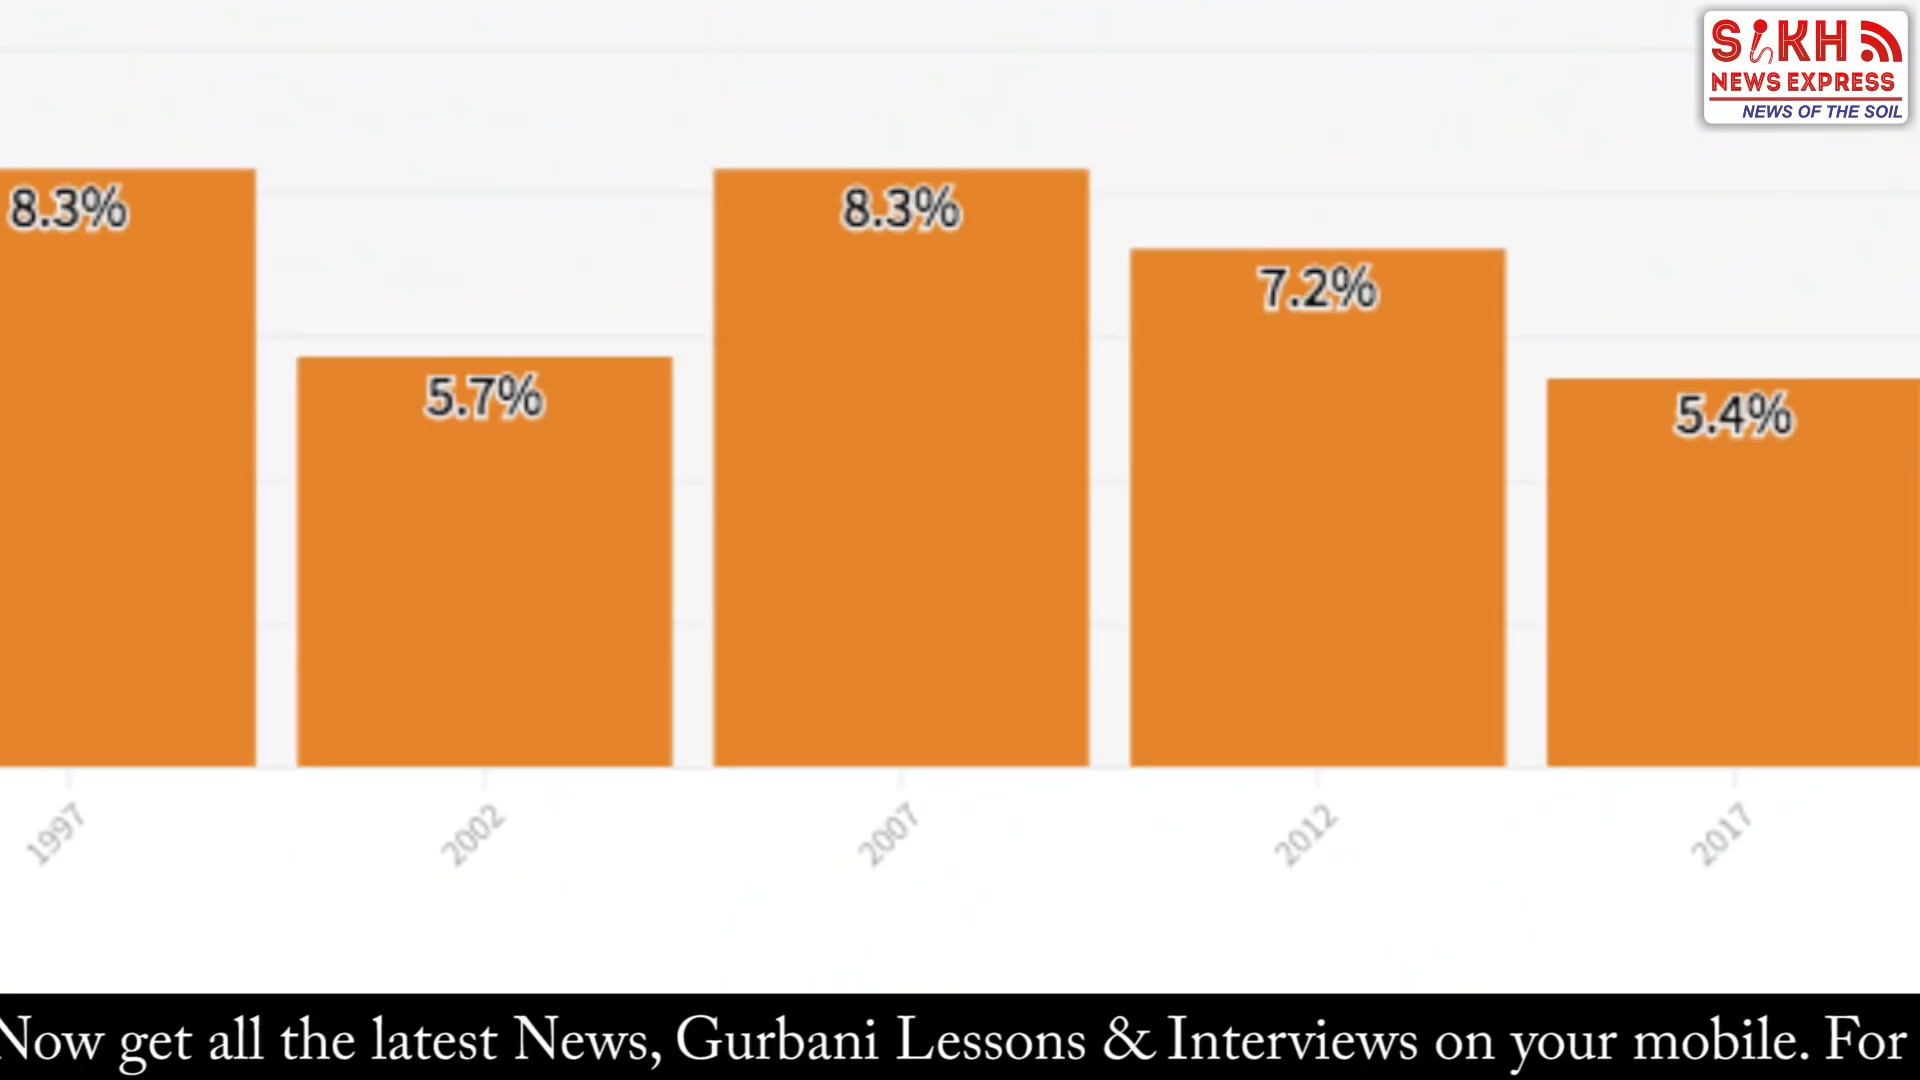 SiKH
NEWS EXPRESS
NEWS OF THE SOIL
8.3%
5.7%
8.3%
7.2%
5.4%
1997
2002
2007
2012
2017
Now get all the latest News, Gurbani Lessons & Interviews on your mobile. For